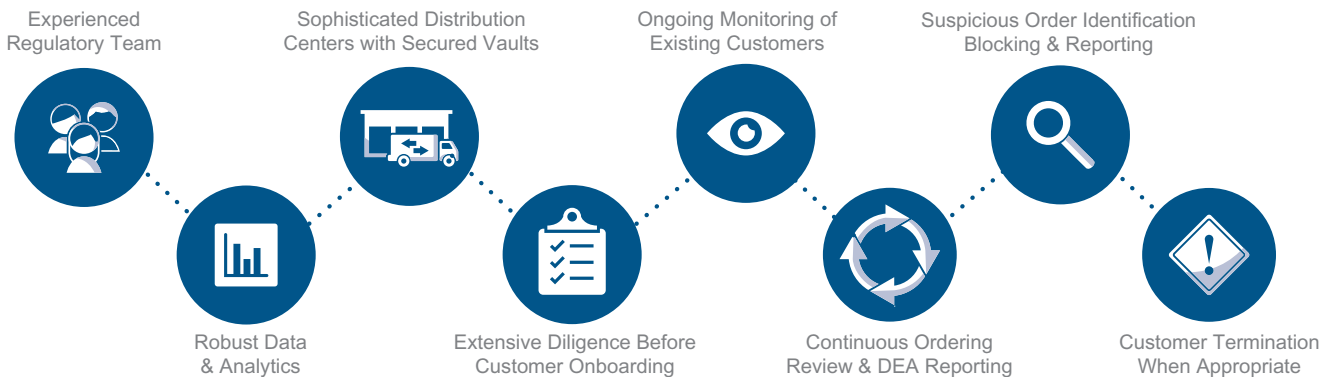 Experienced
Regulatory Team
Robust Data
& Analytics
Sophisticated Distribution
Centers with Secured Vaults
Extensive Diligence Before
Customer Onboarding
Ongoing Monitoring of
Existing Customers
Continuous Ordering
Review & DEA Reporting
Suspicious Order Identification
Blocking & Reporting
Customer Termination
When Appropriate